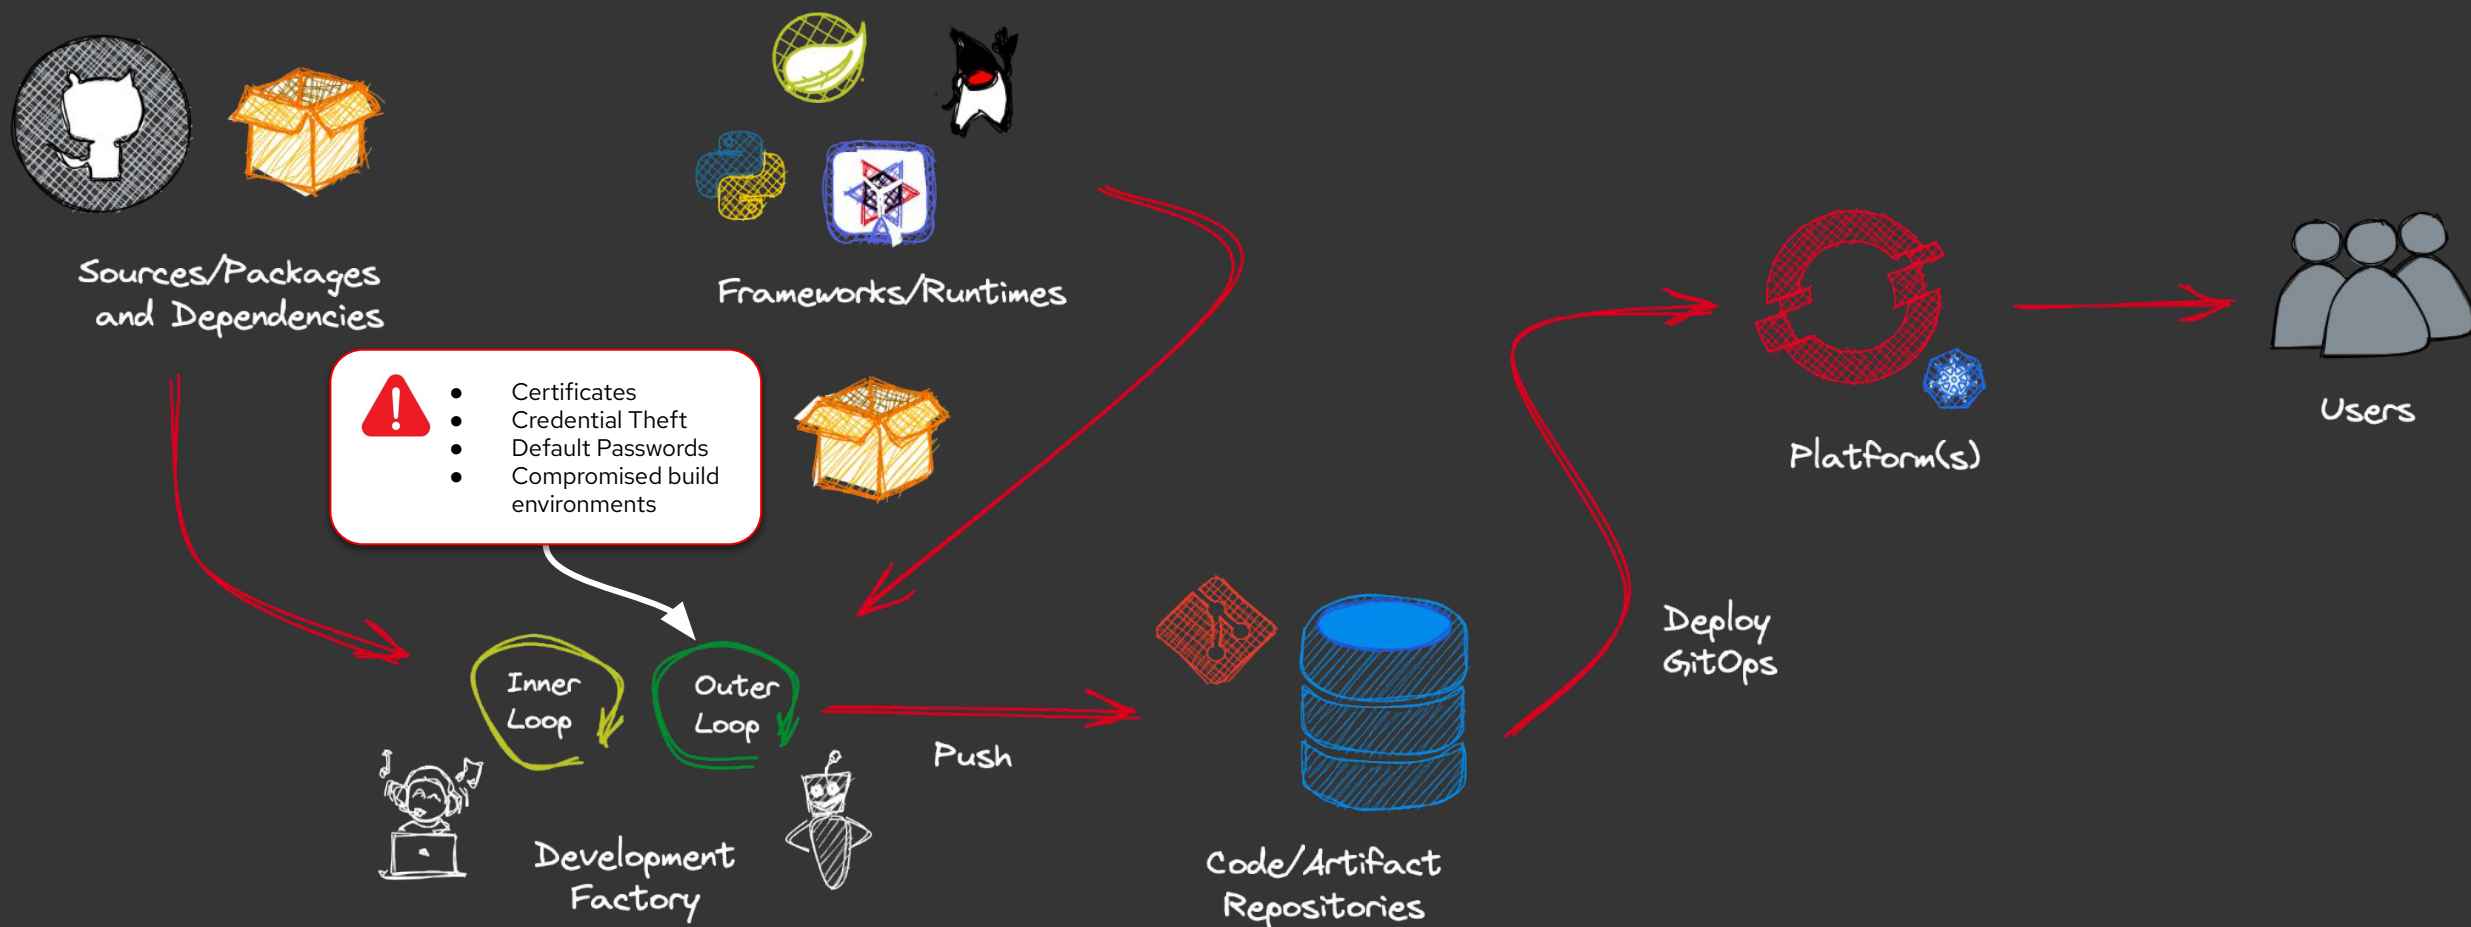 Sources/Packages
and Dependencies
Frameworks/Runtimes
● Certificates
● Credential Theft
● Default Passwords
● Compromised build
environments
Inner
Loop
Outer
Loop
Push
Development
Factory
Code/Artifact
Repositories
Deploy
GitOps
Platform(s)
Users